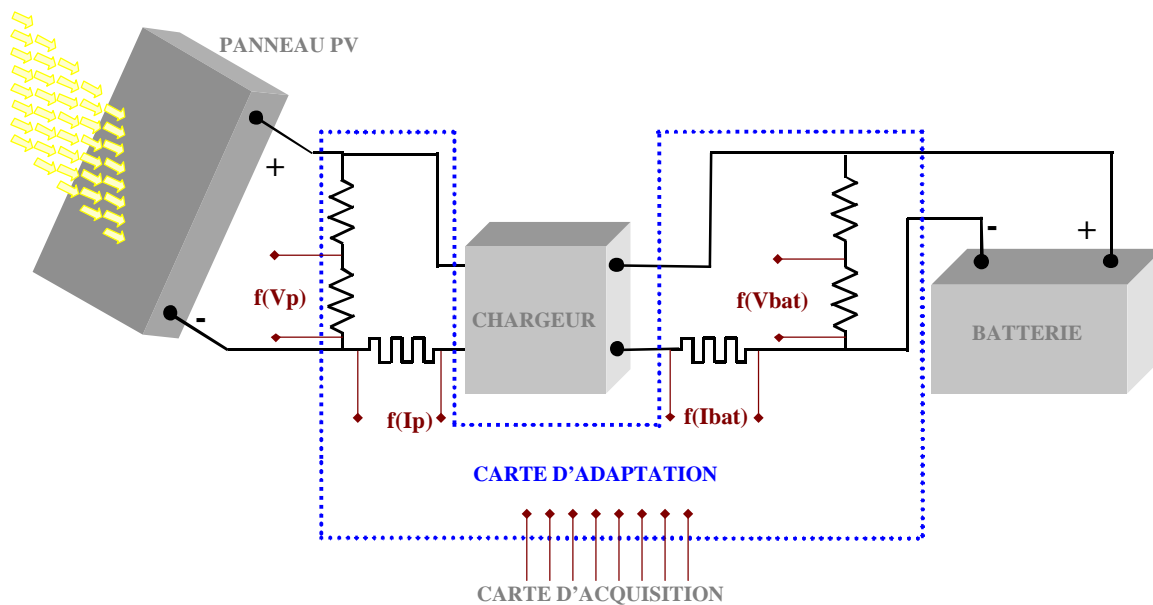 PANNEAU PV
+
-
f(Vp)
f(Ip)
CHARGEUR
f(Vbat)
f(Ibat)
-
+
BATTERIE
CARTE D'ADAPTATION
CARTE D'ACQUISITION